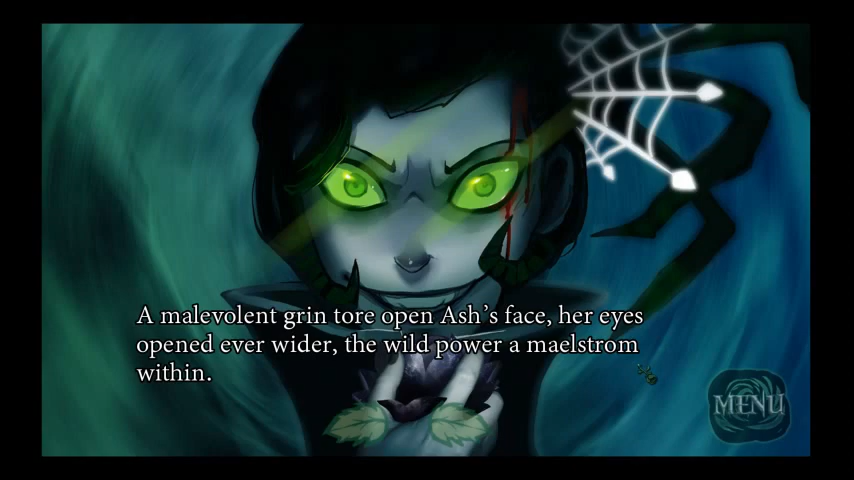 A malevolent grin tore open Ash's face, her eyes
opened ever wider, the wild power a maelstrom
within.
MENU